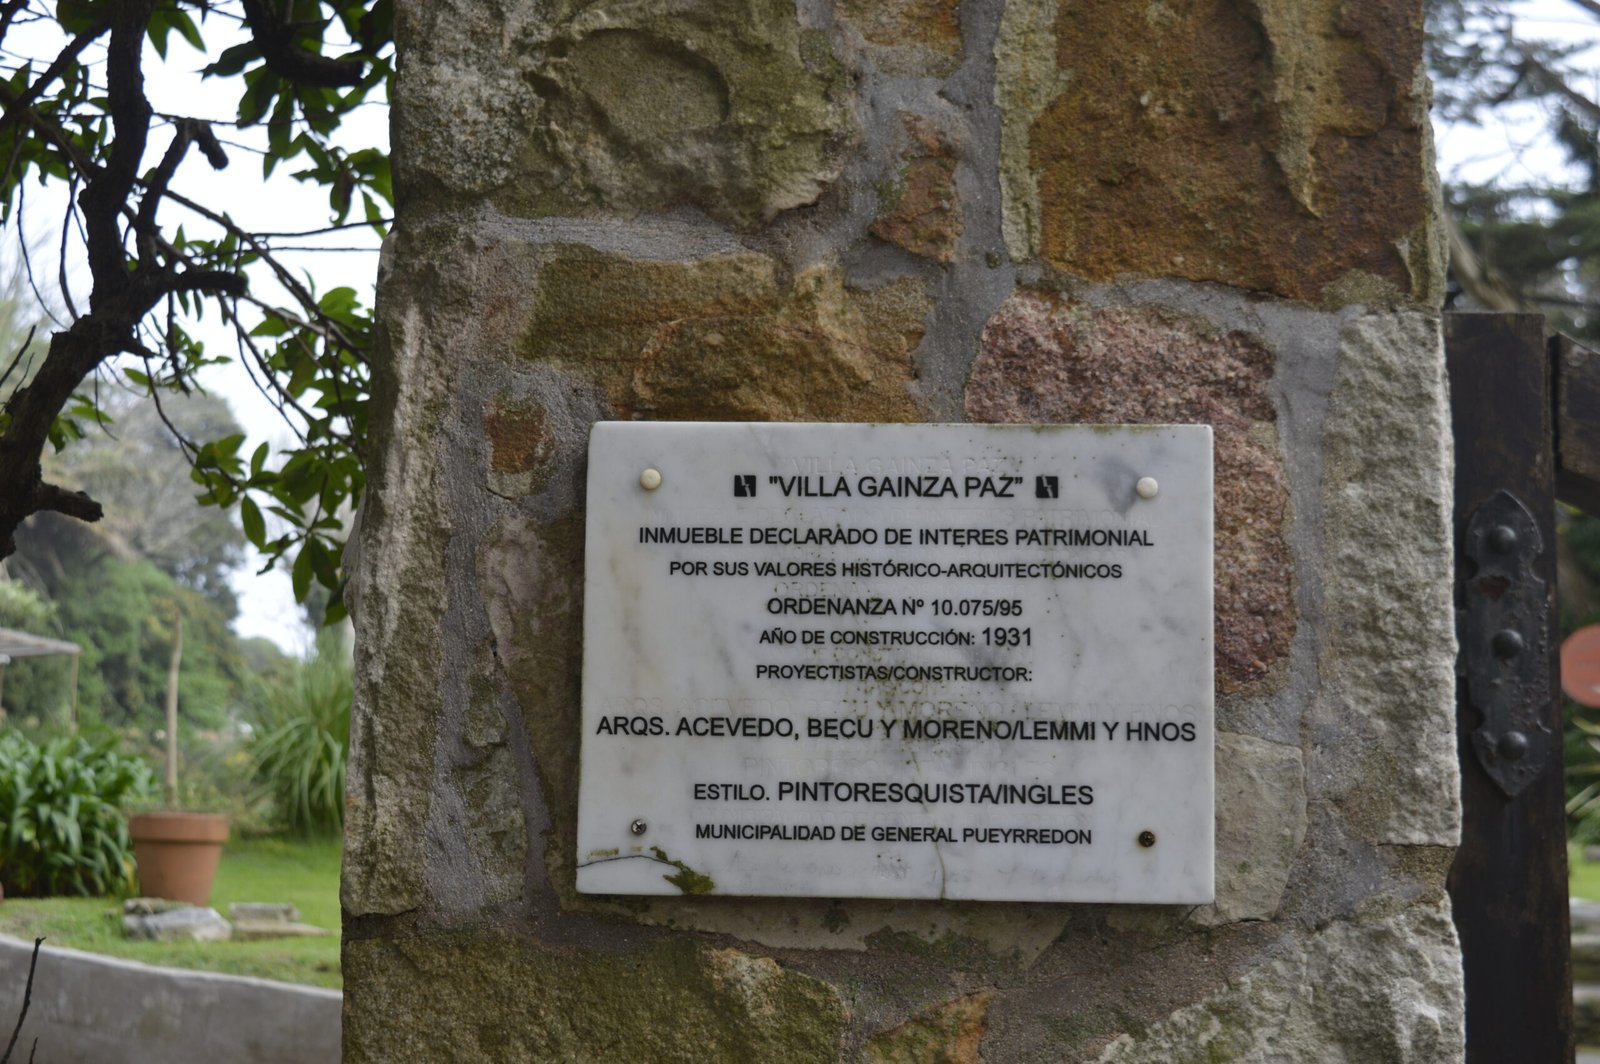 "VILLA GAINZA PAZ"
INMUEBLE DECLARADO DE INTERES PATRIMONIAL
POR SUS VALORES HISTÓRICO-ARQUITECTÓNICOS
ORDENANZA Nº 10.075/95
AÑO DE CONSTRUCCIÓN: 1931
PROYECTISTAS/CONSTRUCTOR:
ARQS. ACEVEDO, BECU Y MORENO/LEMMI Y HNOS
ESTILO. PINTORESQUISTA/INGLES
MUNICIPALIDAD DE GENERAL PUEYRREDON